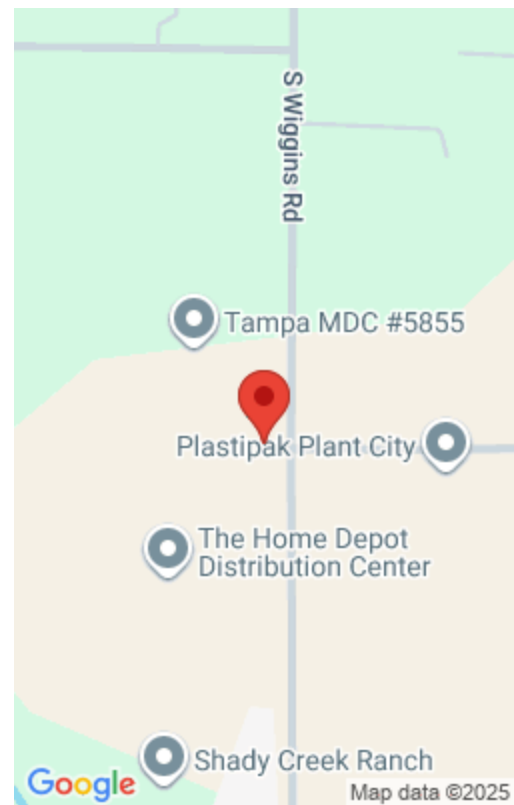 S Wiggins Rd
Tampa MDC #5855
Plastipak Plant City
The Home Depot
Distribution Center
Shady Creek Ranch
Google
Map data ©2025